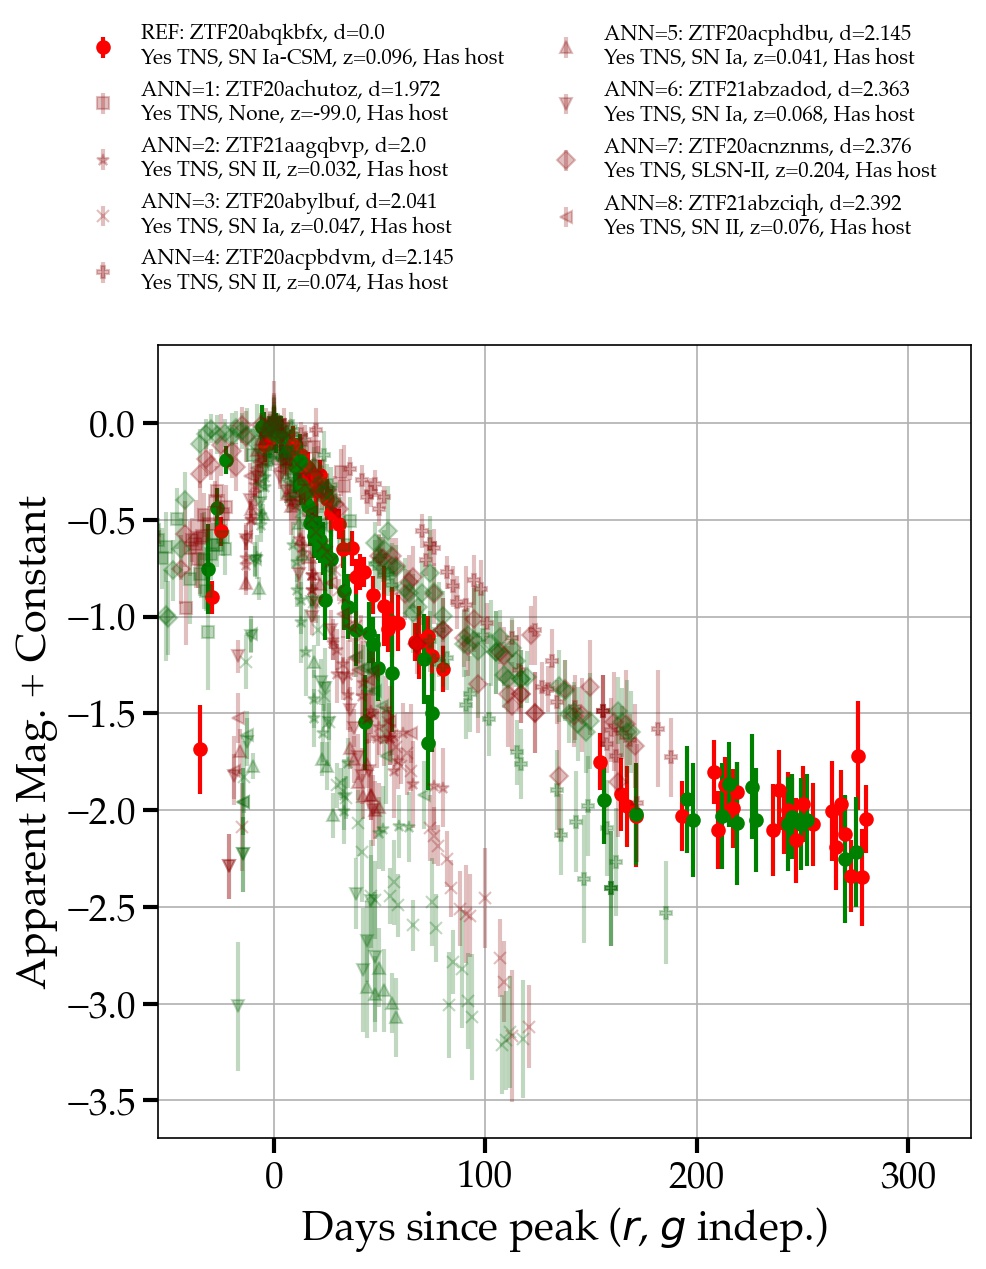 REF: ZTF20abqkbfx, d=0.0
Yes TNS, SN Ia-CSM, z=0.096, Has host
ANN=1: ZTF20achutoz, d=1.972
Yes TNS, None, z=-99.0, Has host
ANN=2: ZTF21aagqbvp, d=2.0
Yes TNS, SN II, z=0.032, Has host
ANN=3: ZTF20abylbuf, d=2.041
Yes TNS, SN Ia, z=0.047, Has host
ANN=4: ZTF20acpbdvm, d=2.145
Yes TNS, SN II, z=0.074, Has host
ANN=5: ZTF20acphdbu, d=2.145
Yes TNS, SN Ia, z=0.041, Has host
ANN=6: ZTF21abzadod, d=2.363
Yes TNS, SN Ia, z=0.068, Has host
ANN=7: ZTF20acnznms, d=2.376
Yes TNS, SLSN-II, z=0.204, Has host
ANN=8: ZTF21abzciqh, d=2.392
Yes TNS, SN II, z=0.076, Has host
Apparent Mag. + Constant
0.0
−0.5
−1.0
−1.5
−2.0
−2.5
−3.0
−3.5
0 100 200 300
Days since peak (r, g indep.)